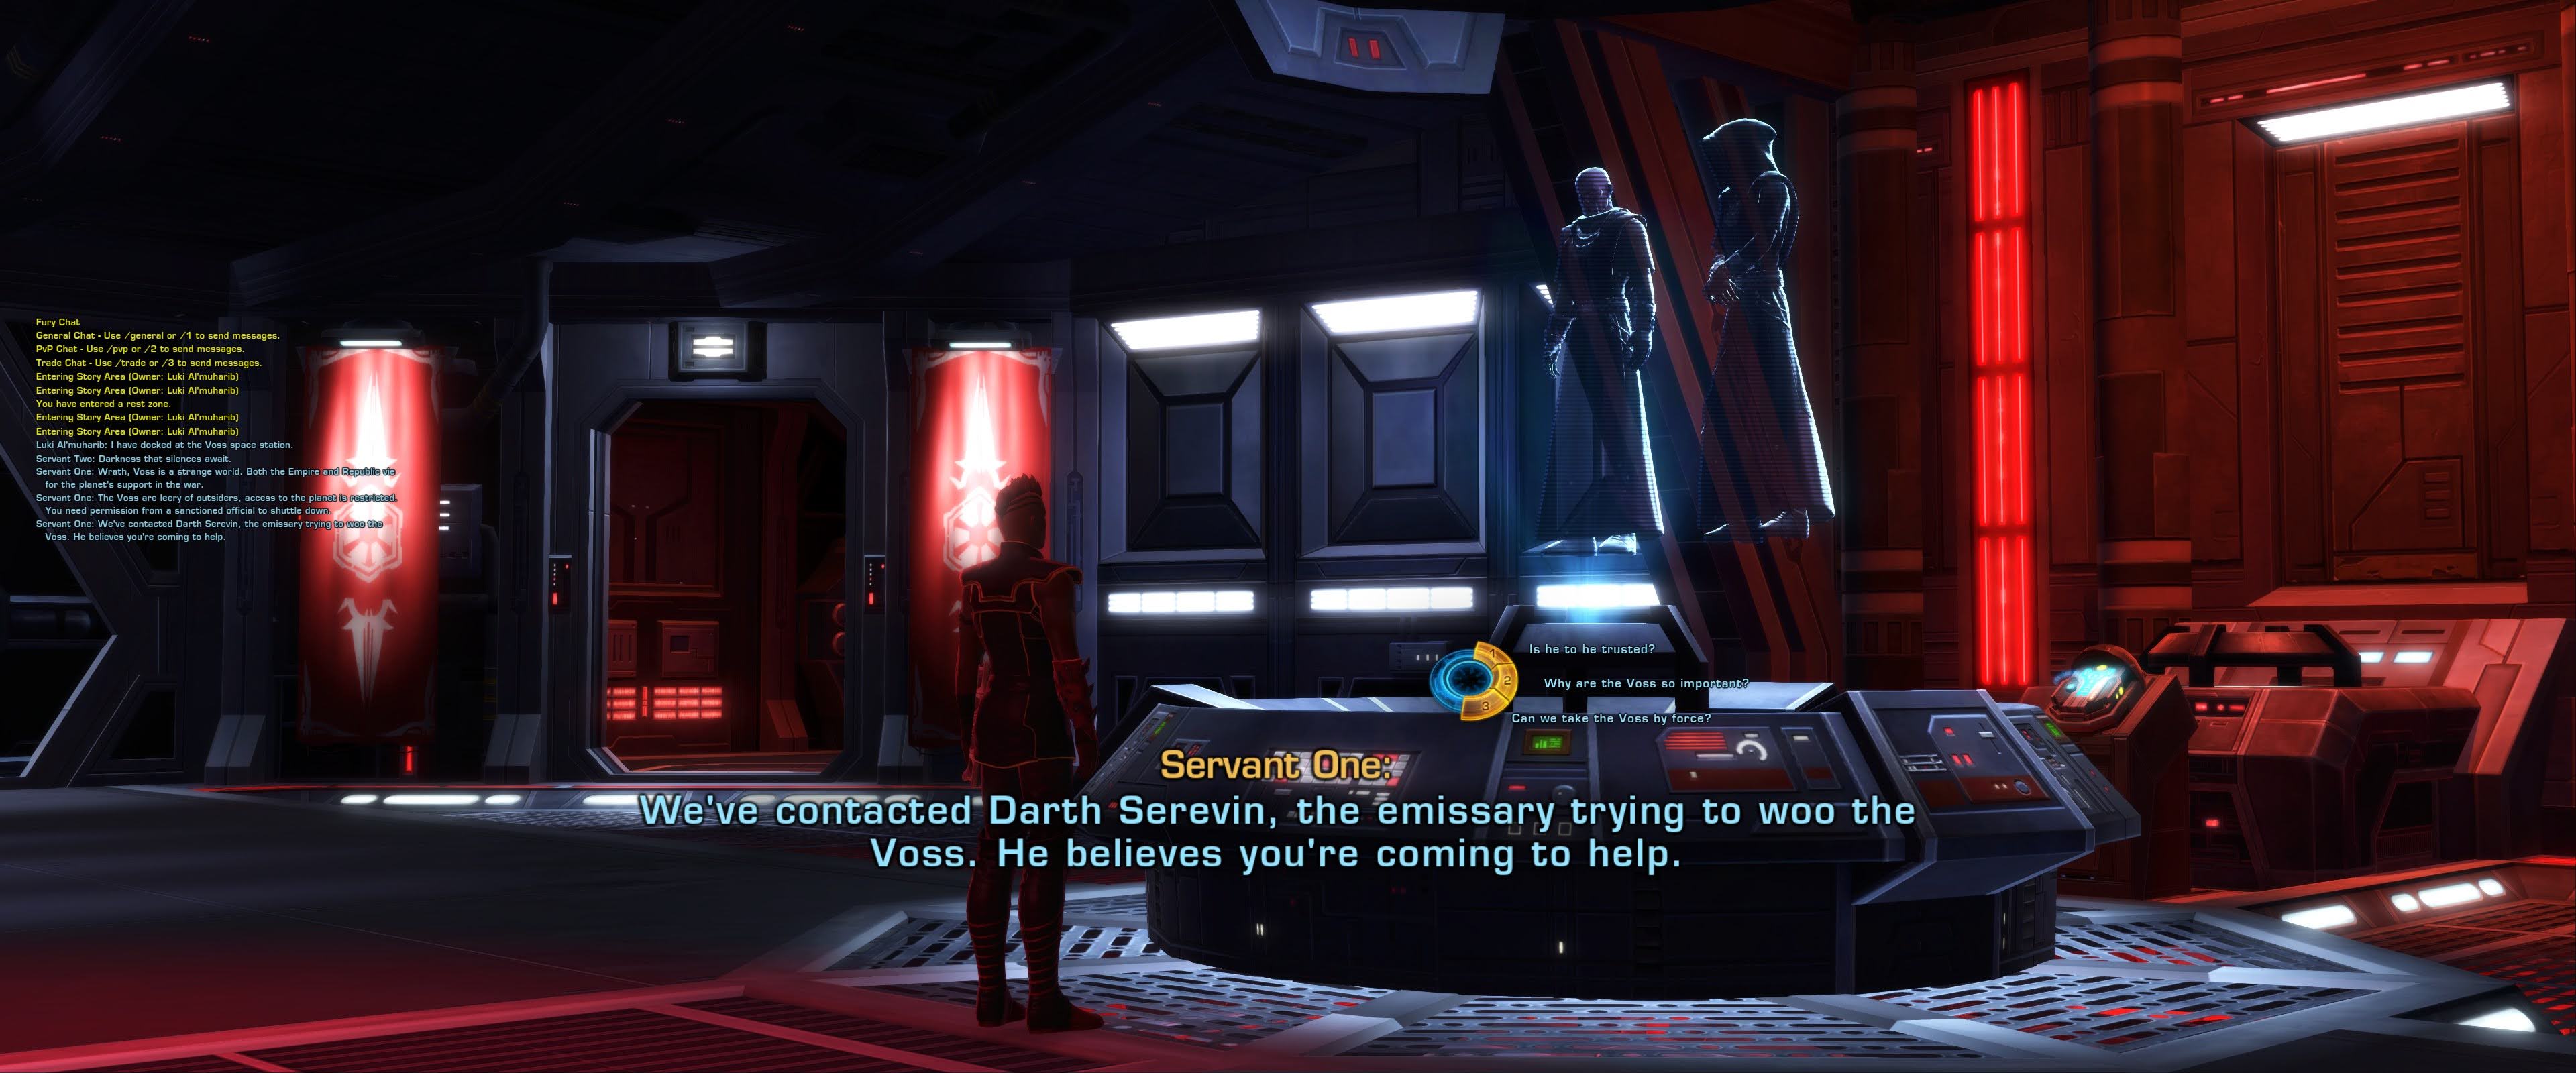 Fury Chat
General Chat - Use /general or /1 to send messages.
PvP Chat - Use /pvp or /2 to send messages.
Trade Chat - Use /trade or /3 to send messages.
Entering Story Area (Owner: Luki Al'muharib)
Entering Story Area (Owner: Luki Al'muharib)
You have entered a rest zone.
Entering Story Area (Owner: Luki Al'muharib)
Entering Story Area (Owner: Luki Al'muharib)
Luki Al'muharib: I have docked at the Voss space station.
Servant Two: Darkness that silences await.
Servant One: Wrath, Voss is a strange world. Both the Empire and Republic vie
for the planet's support in the war.
Servant One: The Voss are leery of outsiders, access to the planet is restricted.
You need permission from a sanctioned official to shuttle down.
Servant One: We've contacted Darth Serevin, the emissary trying to woo the
Voss. He believes you're coming to help.
1 Is he to be trusted?
2 Why are the Voss so important?
3 Can we take the Voss by force?
Servant One:
We've contacted Darth Serevin, the emissary trying to woo the
Voss. He believes you're coming to help.